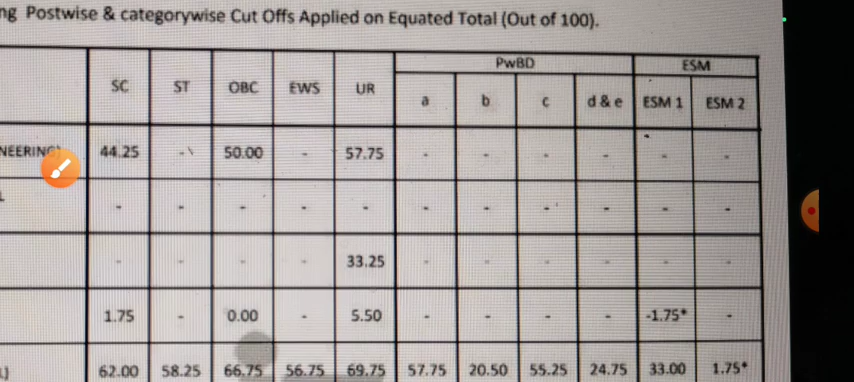 ng Postwise & categorywise Cut Offs Applied on Equated Total (Out of 100).
SC ST OBC EWS UR PwBD ESM
a b c d & e ESM 1 ESM 2
NEERING) 44.25 - 50.00 - 57.75 - - - - - -
- - - - - - - - - - -
- - - - 33.25 - - - - - -
1.75 - 0.00 - 5.50 - - - - -1.75* -
L) 62.00 58.25 66.75 56.75 69.75 57.75 20.50 55.25 24.75 33.00 1.75*